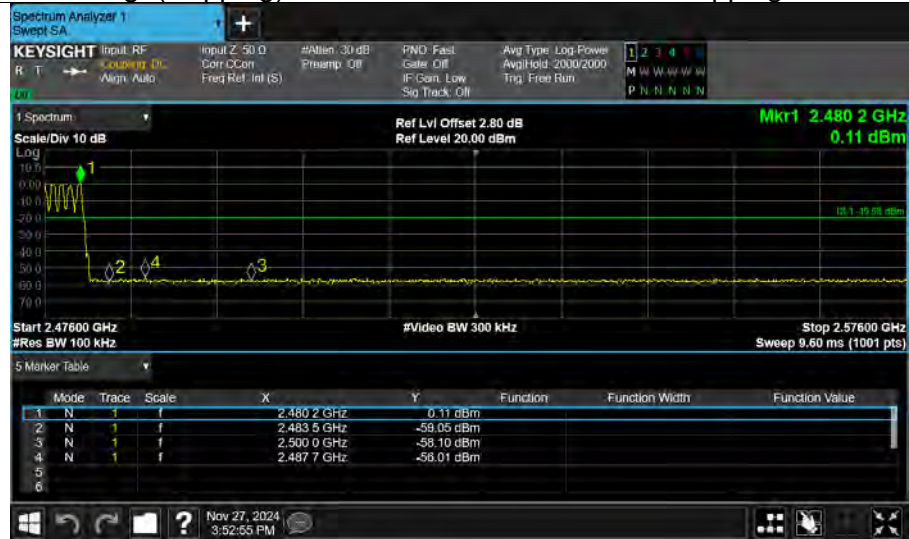 Spectrum Analyzer 1
Swept SA
KEYSIGHT Input: RF Input Z: 50 Ω #Atten: 30 dB PNO: Fast Avg Type: Log-Power 1 2 3 4 5 6
R T Coupling: DC Corr CCorr Preamp: Off Gate: Off Avg|Hold: 2000/2000 M W W W W W
Align: Auto Freq Ref: Int (S) IF Gain: Low Trig: Free Run P N N N N N
Sig Track: Off
1 Spectrum Ref Lvl Offset 2.80 dB Mkr1 2.480 2 GHz
Scale/Div 10 dB Ref Level 20.00 dBm 0.11 dBm
Log
10.0 1
0.00
-10.0
-20.0
-30.0
-40.0
-50.0 2 4 3
-60.0
-70.0
Start 2.47600 GHz #Video BW 300 kHz Stop 2.57600 GHz
#Res BW 100 kHz Sweep 9.60 ms (1001 pts)
5 Marker Table
Mode Trace Scale X Y Function Function Width Function Value
1 N 1 f 2.480 2 GHz 0.11 dBm
2 N 1 f 2.483 5 GHz -59.05 dBm
3 N 1 f 2.500 0 GHz -58.10 dBm
4 N 1 f 2.487 7 GHz -56.01 dBm
5
6
? Nov 27, 2024
3:52:55 PM